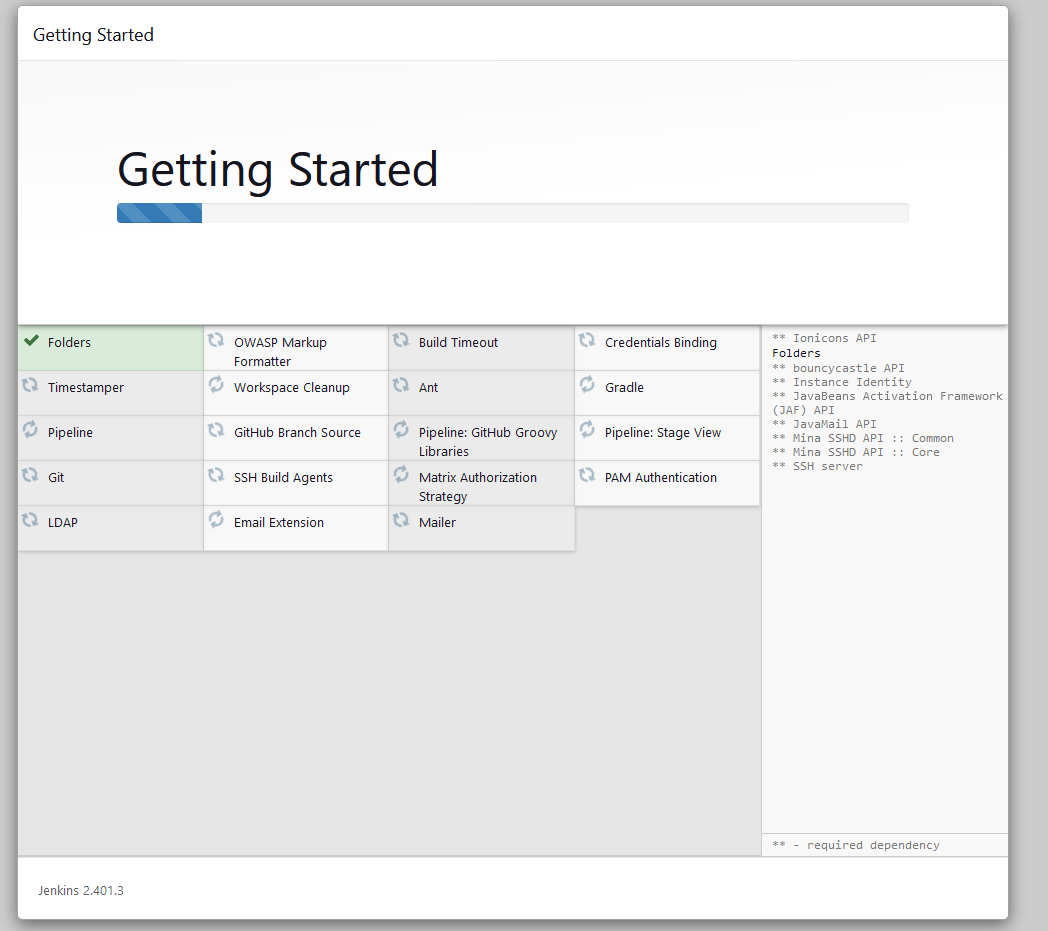 Getting Started
Getting Started
Folders
OWASP Markup
Formatter
Build Timeout
Credentials Binding
Timestamper
Workspace Cleanup
Ant
Gradle
Pipeline
GitHub Branch Source
Pipeline: GitHub Groovy
Libraries
Pipeline: Stage View
Git
SSH Build Agents
Matrix Authorization
Strategy
PAM Authentication
LDAP
Email Extension
Mailer
** Ionicons API
Folders
** bouncycastle API
** Instance Identity
** JavaBeans Activation Framework
(JAF) API
** JavaMail API
** Mina SSHD API :: Common
** Mina SSHD API :: Core
** SSH server
** - required dependency
Jenkins 2.401.3